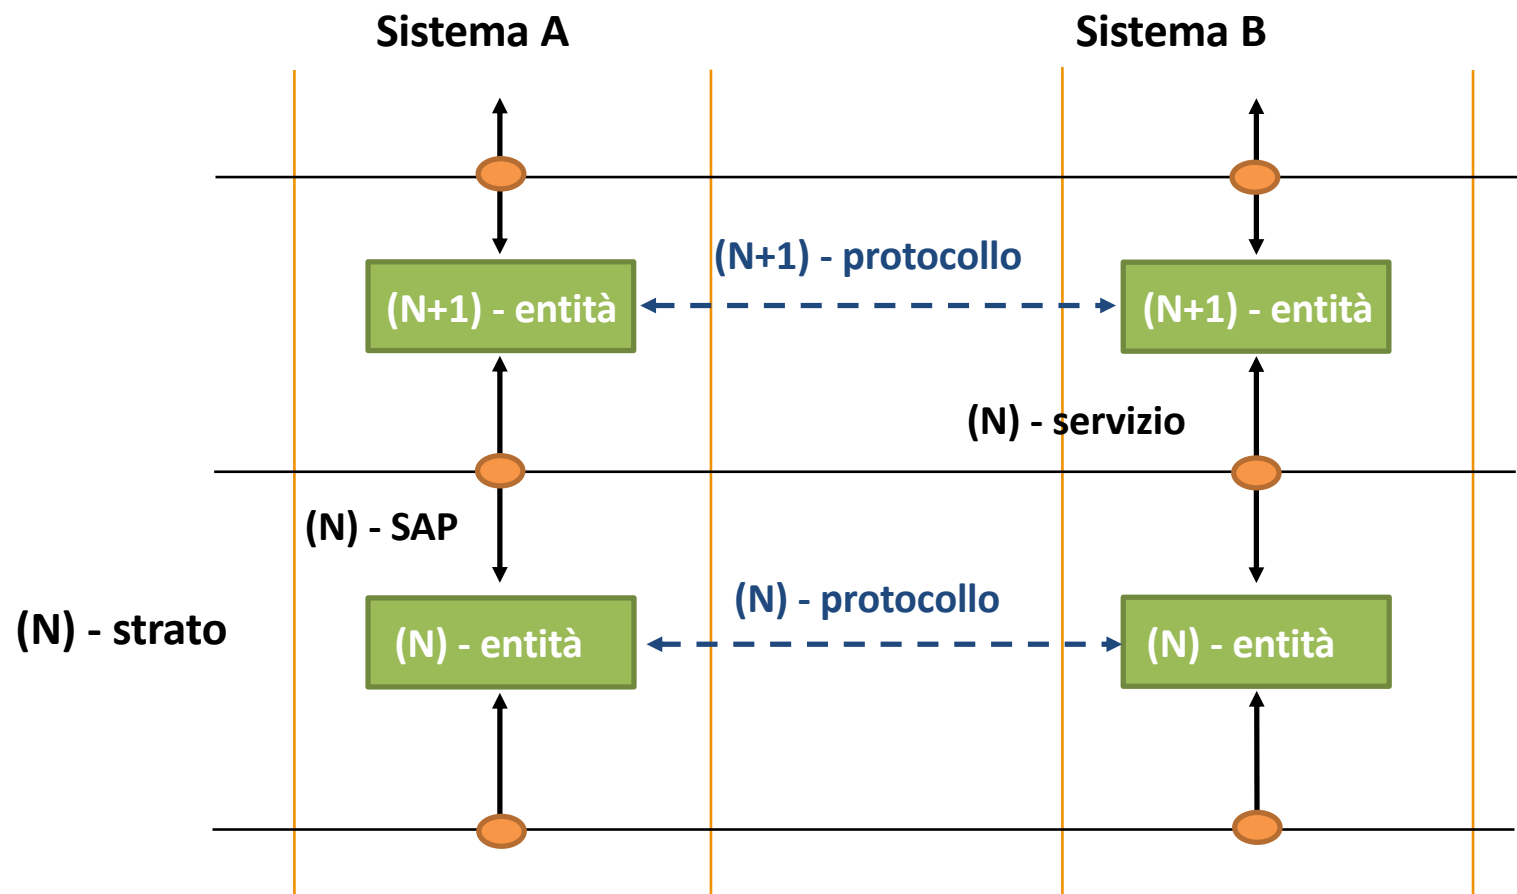 Sistema A
Sistema B
(N+1) - protocollo
(N+1) - entità
(N+1) - entità
(N) - servizio
(N) - SAP
(N) - protocollo
(N) - strato
(N) - entità
(N) - entità